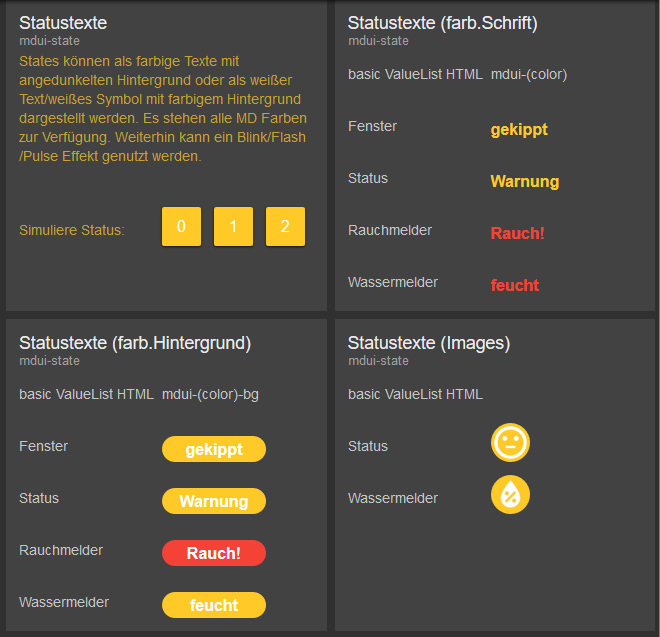 Statustexte
mdui-state
States können als farbige Texte mit
angedunkelten Hintergrund oder als weißer
Text/weißes Symbol mit farbigem Hintergrund
dargestellt werden. Es stehen alle MD Farben
zur Verfügung. Weiterhin kann ein Blink/Flash
/Pulse Effekt genutzt werden.
Simuliere Status: 0 1 2
Statustexte (farb.Schrift)
mdui-state
basic ValueList HTML mdui-(color)
Fenster gekippt
Status Warnung
Rauchmelder Rauch!
Wassermelder feucht
Statustexte (farb.Hintergrund)
mdui-state
basic ValueList HTML mdui-(color)-bg
Fenster gekippt
Status Warnung
Rauchmelder Rauch!
Wassermelder feucht
Statustexte (Images)
mdui-state
basic ValueList HTML
Status
Wassermelder %